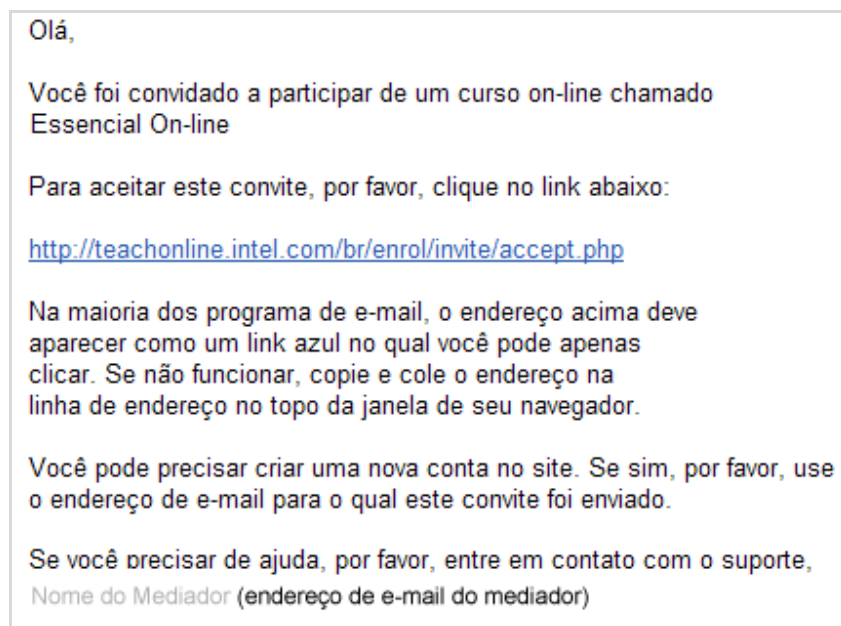 Olá,
Você foi convidado a participar de um curso on-line chamado
Essencial On-line
Para aceitar este convite, por favor, clique no link abaixo:
http://teachonline.intel.com/br/enrol/invite/accept.php
Na maioria dos programa de e-mail, o endereço acima deve
aparecer como um link azul no qual você pode apenas
clicar. Se não funcionar, copie e cole o endereço na
linha de endereço no topo da janela de seu navegador.
Você pode precisar criar uma nova conta no site. Se sim, por favor, use
o endereço de e-mail para o qual este convite foi enviado.
Se você precisar de ajuda, por favor, entre em contato com o suporte,
Nome do Mediador (endereço de e-mail do mediador)